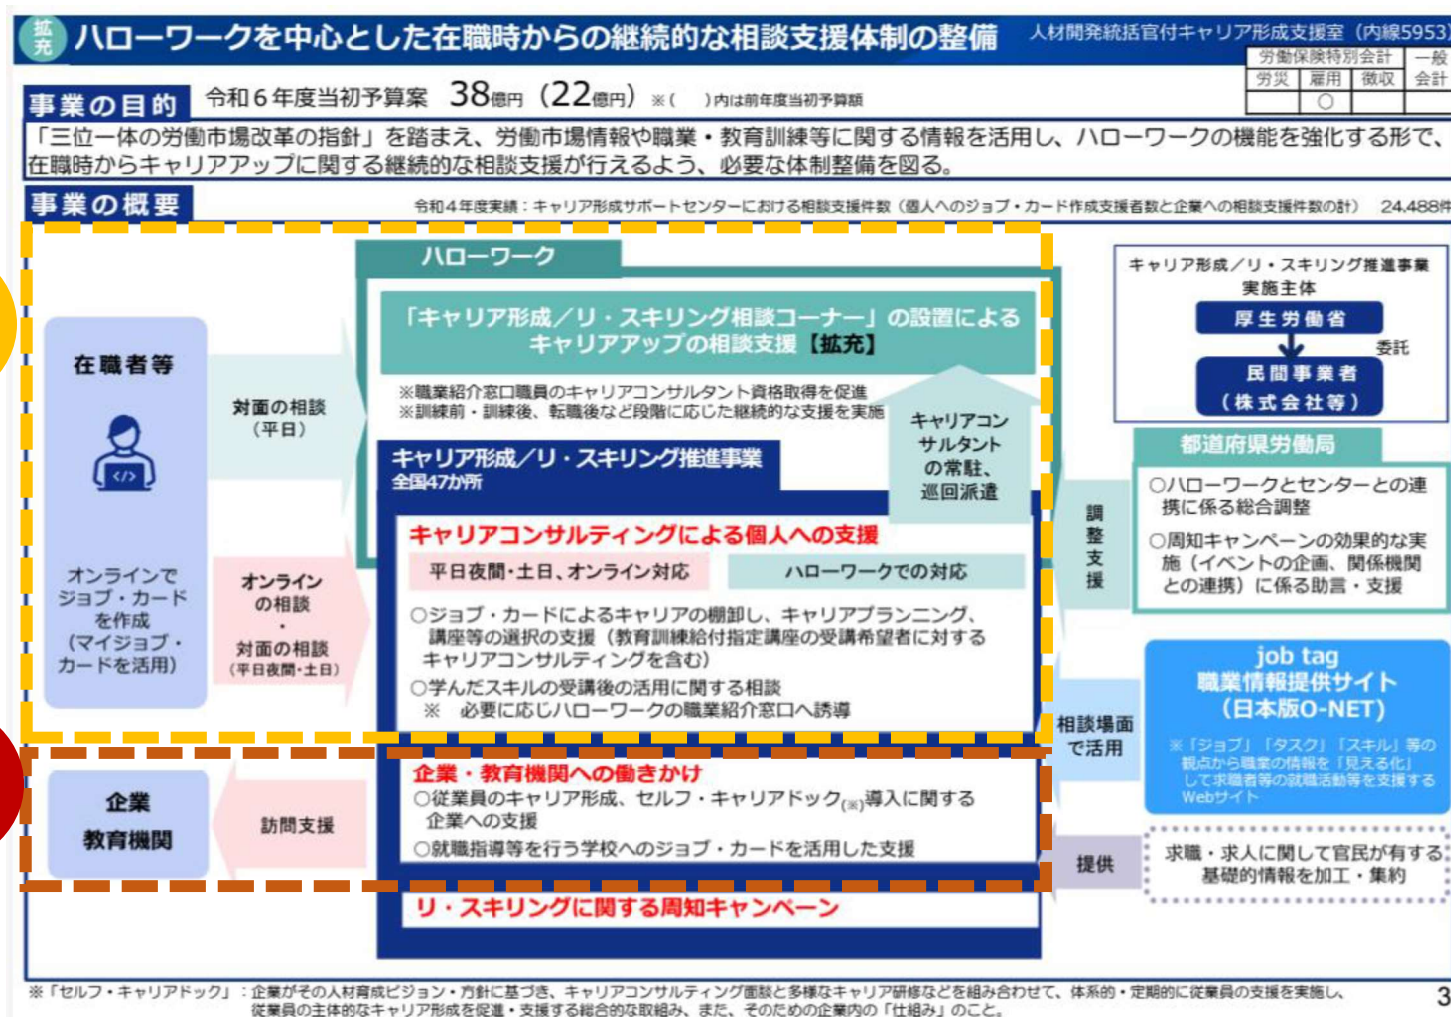 拡充
ハローワークを中心とした在職時からの継続的な相談支援体制の整備
人材開発統括官付キャリア形成支援室（内線5953）
労働保険特別会計 一般
労災 雇用 徴収 会計
○
事業の目的
令和６年度当初予算案 38億円（22億円）※( )内は前年度当初予算額
「三位一体の労働市場改革の指針」を踏まえ、労働市場情報や職業・教育訓練等に関する情報を活用し、ハローワークの機能を強化する形で、
在職時からキャリアアップに関する継続的な相談支援が行えるよう、必要な体制整備を図る。
事業の概要
令和４年度実績：キャリア形成サポートセンターにおける相談支援件数（個人へのジョブ・カード作成支援者数と企業への相談支援件数の計） 24,488件
ハローワーク
「キャリア形成／リ・スキリング相談コーナー」の設置による
キャリアアップの相談支援【拡充】
※職業紹介窓口職員のキャリアコンサルタント資格取得を促進
※訓練前・訓練後、転職後など段階に応じた継続的な支援を実施
キャリアコン
サルタント
の常駐、
巡回派遣
在職者等
</>
オンラインで
ジョブ・カード
を作成
（マイジョブ・
カードを活用）
対面の相談
（平日）
オンライン
の相談
・
対面の相談
（平日夜間・土日）
キャリア形成／リ・スキリング推進事業
全国47か所
キャリアコンサルティングによる個人への支援
平日夜間・土日、オンライン対応
ハローワークでの対応
○ジョブ・カードによるキャリアの棚卸し、キャリアプランニング、
講座等の選択の支援（教育訓練給付指定講座の受講希望者に対する
キャリアコンサルティングを含む）
○学んだスキルの受講後の活用に関する相談
※ 必要に応じハローワークの職業紹介窓口へ誘導
企業
教育機関
訪問支援
企業・教育機関への働きかけ
○従業員のキャリア形成、セルフ・キャリアドック(※)導入に関する
企業への支援
○就職指導等を行う学校へのジョブ・カードを活用した支援
リ・スキリングに関する周知キャンペーン
キャリア形成／リ・スキリング推進事業
実施主体
厚生労働省
委託
民間事業者
（株式会社等）
都道府県労働局
○ハローワークとセンターとの連
携に係る総合調整
○周知キャンペーンの効果的な実
施（イベントの企画、関係機関
との連携）に係る助言・支援
調整支援
job tag
職業情報提供サイト
（日本版O-NET）
※「ジョブ」「タスク」「スキル」等の
観点から職業の情報を「見える化」
して求職者等の就職活動等を支援する
Webサイト
相談場面
で活用
提供
求職・求人に関して官民が有する
基礎的情報を加工・集約
※「セルフ・キャリアドック」：企業がその人材育成ビジョン・方針に基づき、キャリアコンサルティング面談と多様なキャリア研修などを組み合わせて、体系的・定期的に従業員の支援を実施し、
従業員の主体的なキャリア形成を促進・支援する総合的な取組み、また、そのための企業内の「仕組み」のこと。
3